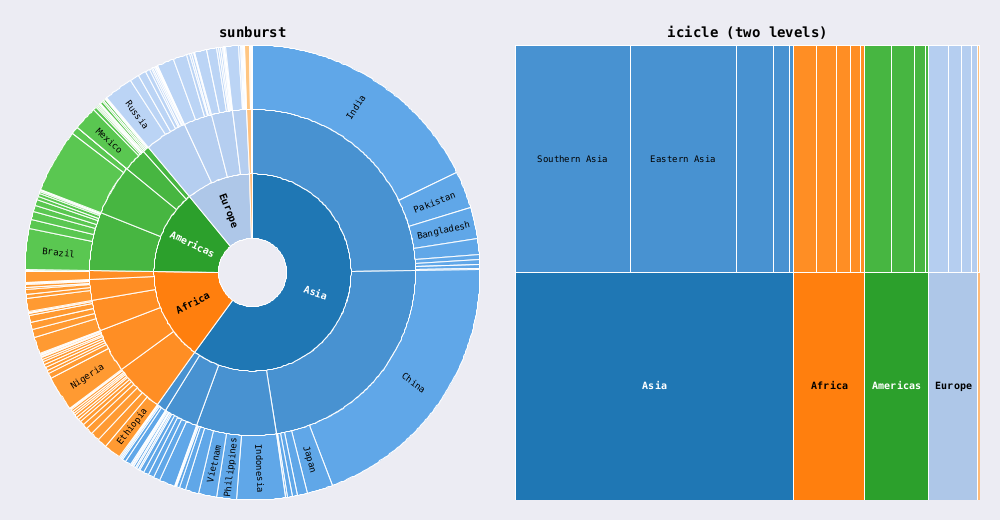 sunburst
icicle (two levels)
India
Pakistan
Bangladesh
China
Japan
Indonesia
Philippines
Vietnam
Ethiopia
Nigeria
Brazil
Mexico
Russia
Asia
Africa
Americas
Europe
Southern Asia
Eastern Asia
Asia
Africa
Americas
Europe